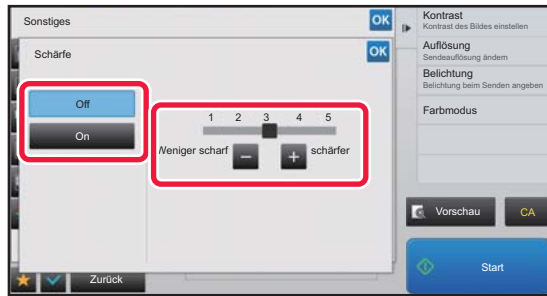 Sonstiges
OK
Schärfe
OK
Off
On
1 2 3 4 5
Weniger scharf − + schärfer
Zurück
Kontrast
Kontrast des Bildes einstellen
Auflösung
Sendeauflösung ändern
Belichtung
Belichtung beim Senden angeben
Farbmodus
Vorschau
CA
Start